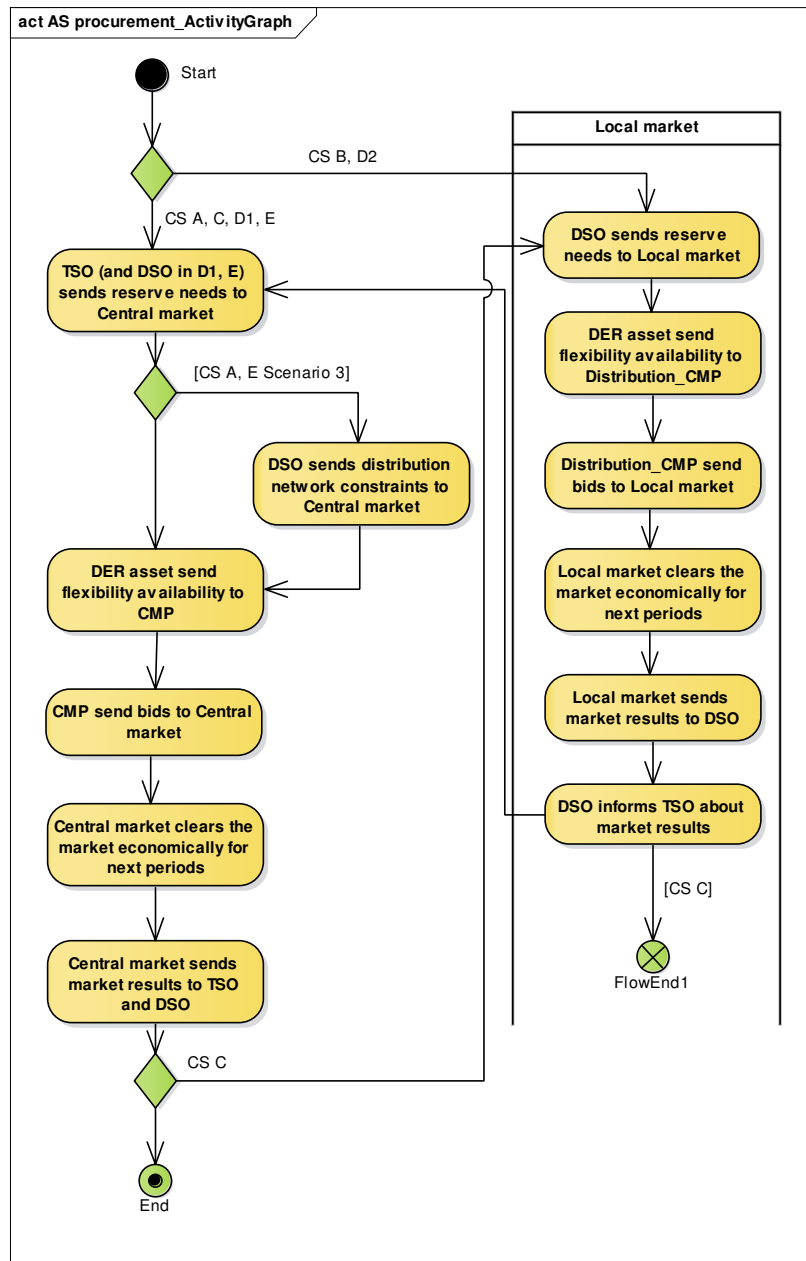 act AS procurement_ActivityGraph
Start
CS B, D2
CS A, C, D1, E
TSO (and DSO in D1, E)
sends reserve needs to
Central market
[CS A, E Scenario 3]
DSO sends distribution
network constraints to
Central market
DER asset send
flexibility availability to
CMP
CMP send bids to Central
market
Central market clears the
market economically for
next periods
Central market sends
market results to TSO
and DSO
CS C
End
Local market
DSO sends reserve
needs to Local market
DER asset send
flexibility availability to
Distribution_CMP
Distribution_CMP send
bids to Local market
Local market clears the
market economically for
next periods
Local market sends
market results to DSO
DSO informs TSO about
market results
[CS C]
FlowEnd1